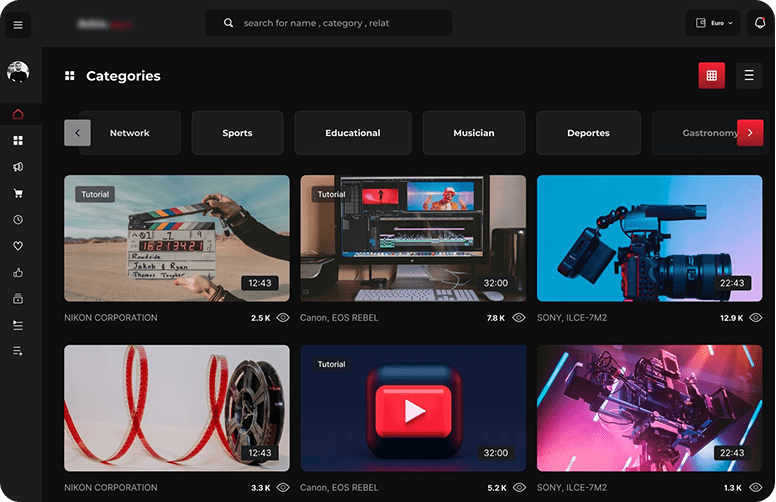 search for name , category , relat
Euro
Categories
Network
Sports
Educational
Musician
Deportes
Gastronomy
Tutorial
Roadside
Jakob & Ryan
Thomas Tougher
12:43
Tutorial
32:00
22:43
NIKON CORPORATION
2.5 K
Canon, EOS REBEL
7.8 K
SONY, ILCE-7M2
12.9 K
12:43
Tutorial
32:00
22:43
NIKON CORPORATION
3.3 K
Canon, EOS REBEL
5.2 K
SONY, ILCE-7M2
1.3 K